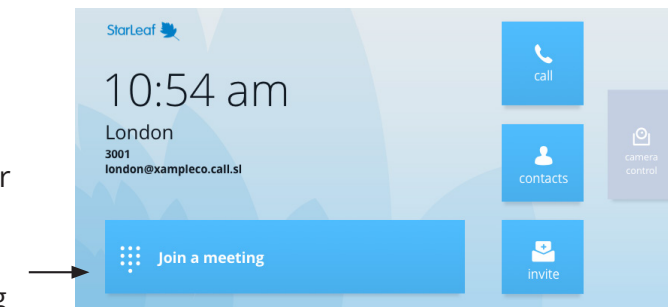 StarLeaf
10:54 am
London
3001
london@xampleco.call.sl
r
Join a meeting
g
call
contacts
invite
camera
control